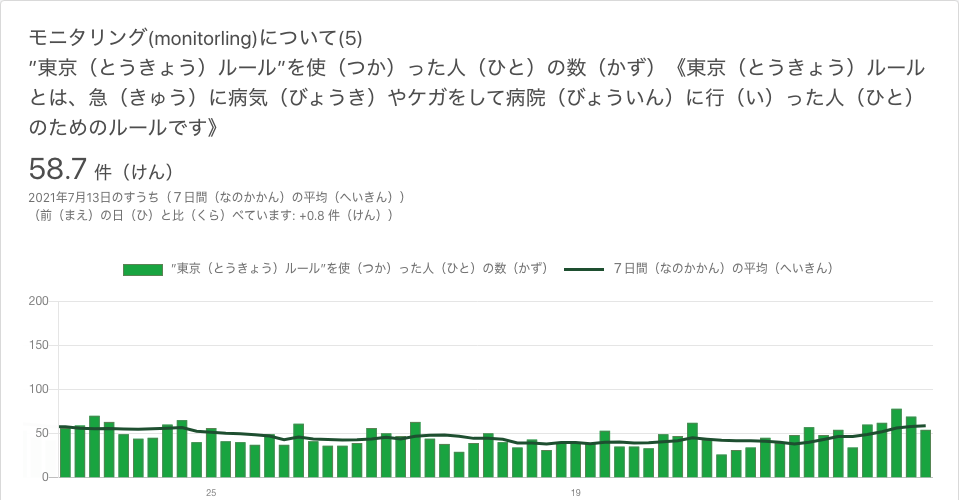 モニタリング(monitorling)について(5)
”東京（とうきょう）ルール”を使（つか）った人（ひと）の数（かず）《東京（とうきょう）ルール
とは、急（きゅう）に病気（びょうき）やケガをして病院（びょういん）に行（い）った人（ひと）
のためのルールです》
58.7 件（けん）
2021年7月13日のすうち（７日間（なのかかん）の平均（へいきん））
（前（まえ）の日（ひ）と比（くら）べています: +0.8 件（けん））
”東京（とうきょう）ルール”を使（つか）った人（ひと）の数（かず） ７日間（なのかかん）の平均（へいきん）
200
150
100
50
0
25 19